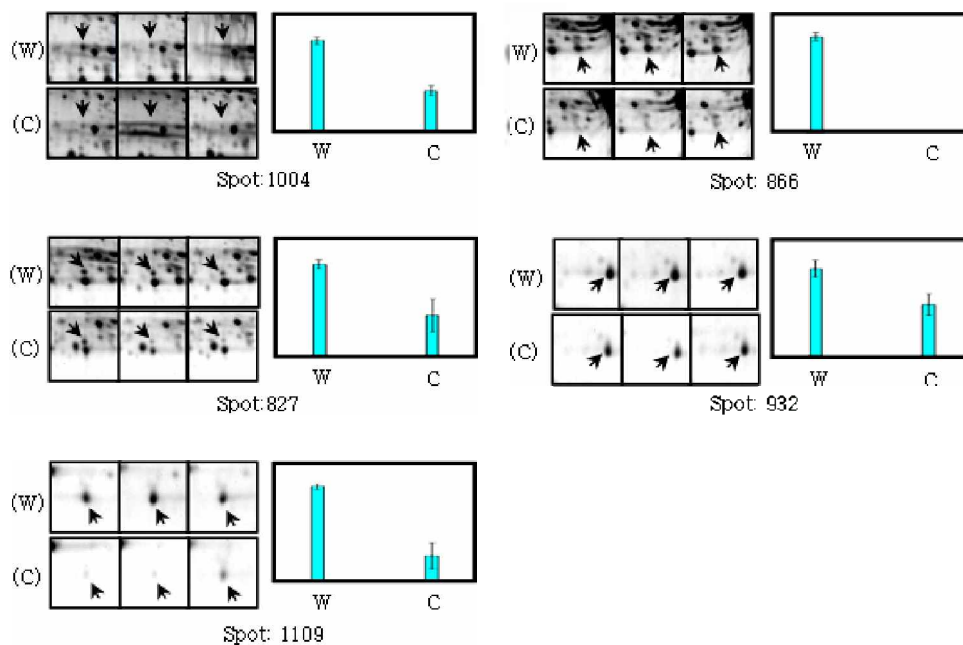 (W)
(C)
W C
Spot: 1004
(W)
(C)
W C
Spot: 866
(W)
(C)
W C
Spot:827
(W)
(C)
W C
Spot: 932
(W)
(C)
W C
Spot: 1109